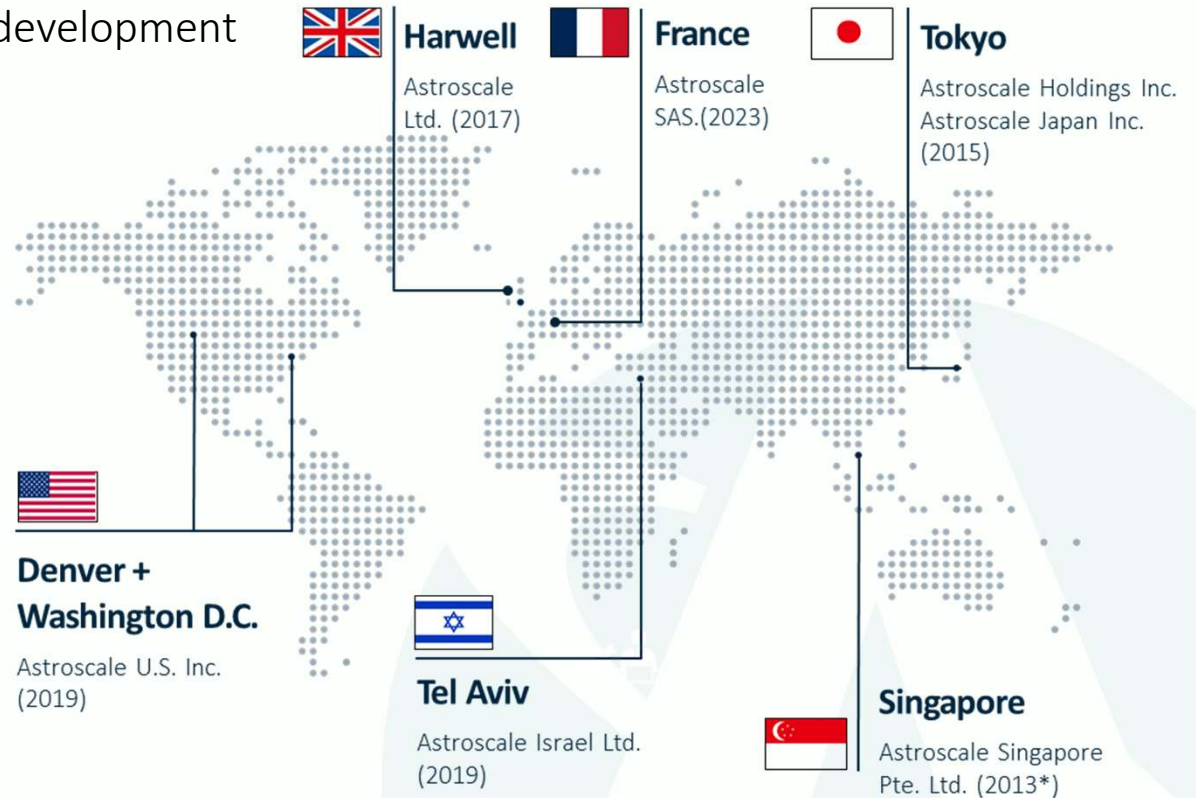 development
Harwell
Astroscale
Ltd. (2017)
France
Astroscale
SAS.(2023)
Tokyo
Astroscale Holdings Inc.
Astroscale Japan Inc.
(2015)
Denver +
Washington D.C.
Astroscale U.S. Inc.
(2019)
Tel Aviv
Astroscale Israel Ltd.
(2019)
Singapore
Astroscale Singapore
Pte. Ltd. (2013*)